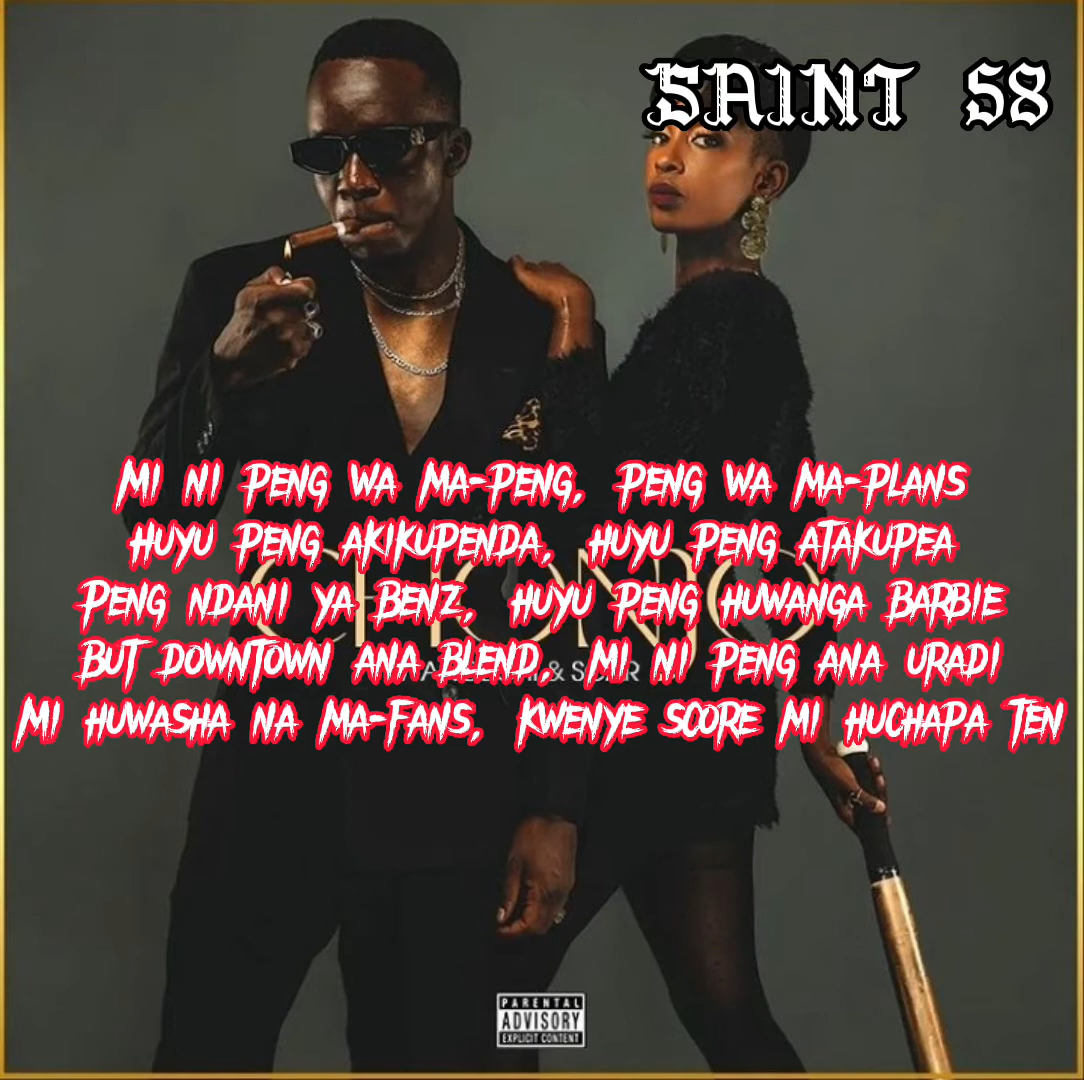 SAINT 58
Mi ni Peng wa Ma-Peng, Peng wa Ma-Plans
Huyu Peng akikupenda, huyu Peng atakupea
Peng ndani ya Benz, huyu Peng huwanga Barbie
But downtown ana blend, Mi ni Peng ana uradi
Mi huwasha na Ma-Fans, Kwenye score Mi huchapa Ten
PARENTAL
ADVISORY
EXPLICIT CONTENT